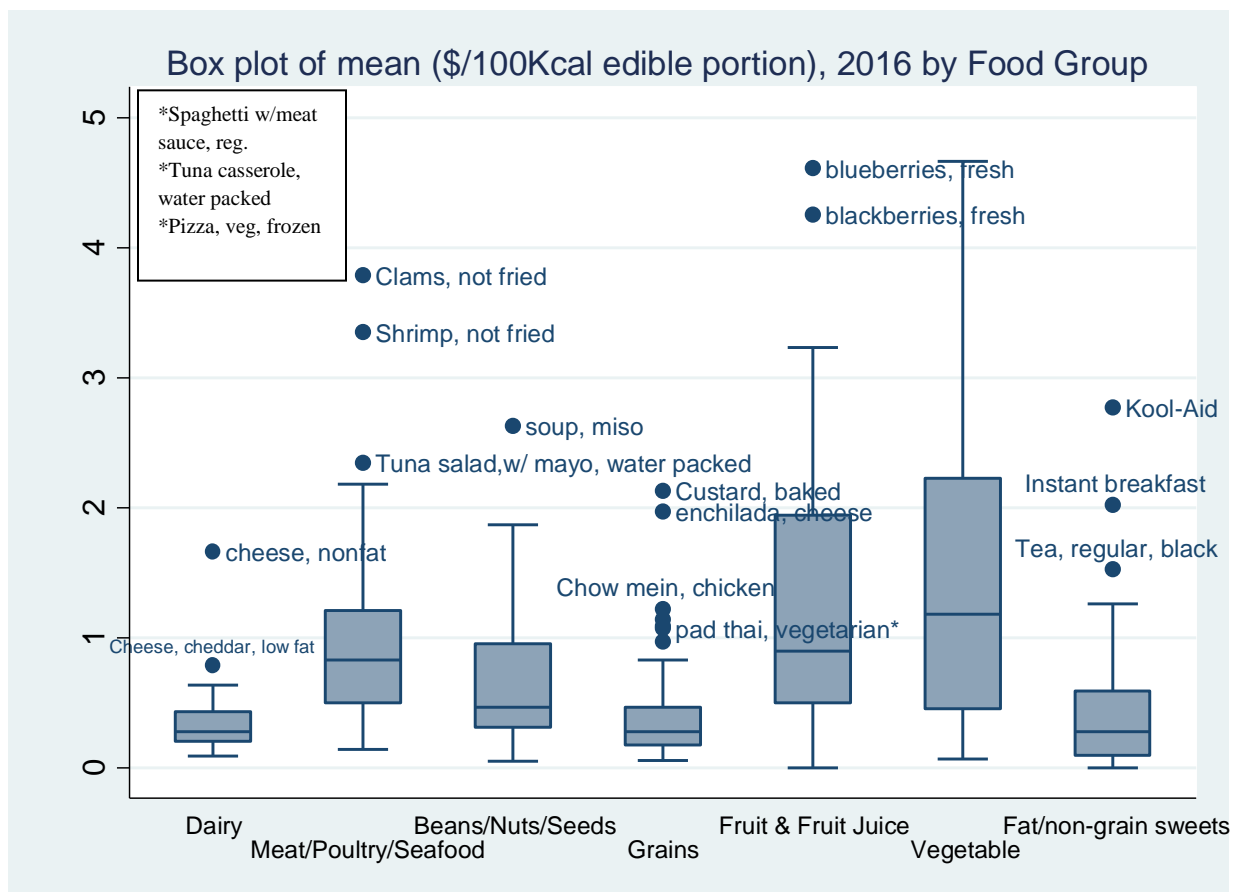 Box plot of mean ($/100Kcal edible portion), 2016 by Food Group
*Spaghetti w/meat
sauce, reg.
*Tuna casserole,
water packed
*Pizza, veg, frozen
5
4
3
2
1
0
blueberries, fresh
blackberries, fresh
Clams, not fried
Shrimp, not fried
Kool-Aid
soup, miso
Tuna salad,w/ mayo, water packed
Custard, baked
Instant breakfast
enchilada, cheese
cheese, nonfat
Tea, regular, black
Chow mein, chicken
pad thai, vegetarian*
Cheese, cheddar, low fat
Dairy
Meat/Poultry/Seafood
Beans/Nuts/Seeds
Grains
Fruit & Fruit Juice
Vegetable
Fat/non-grain sweets